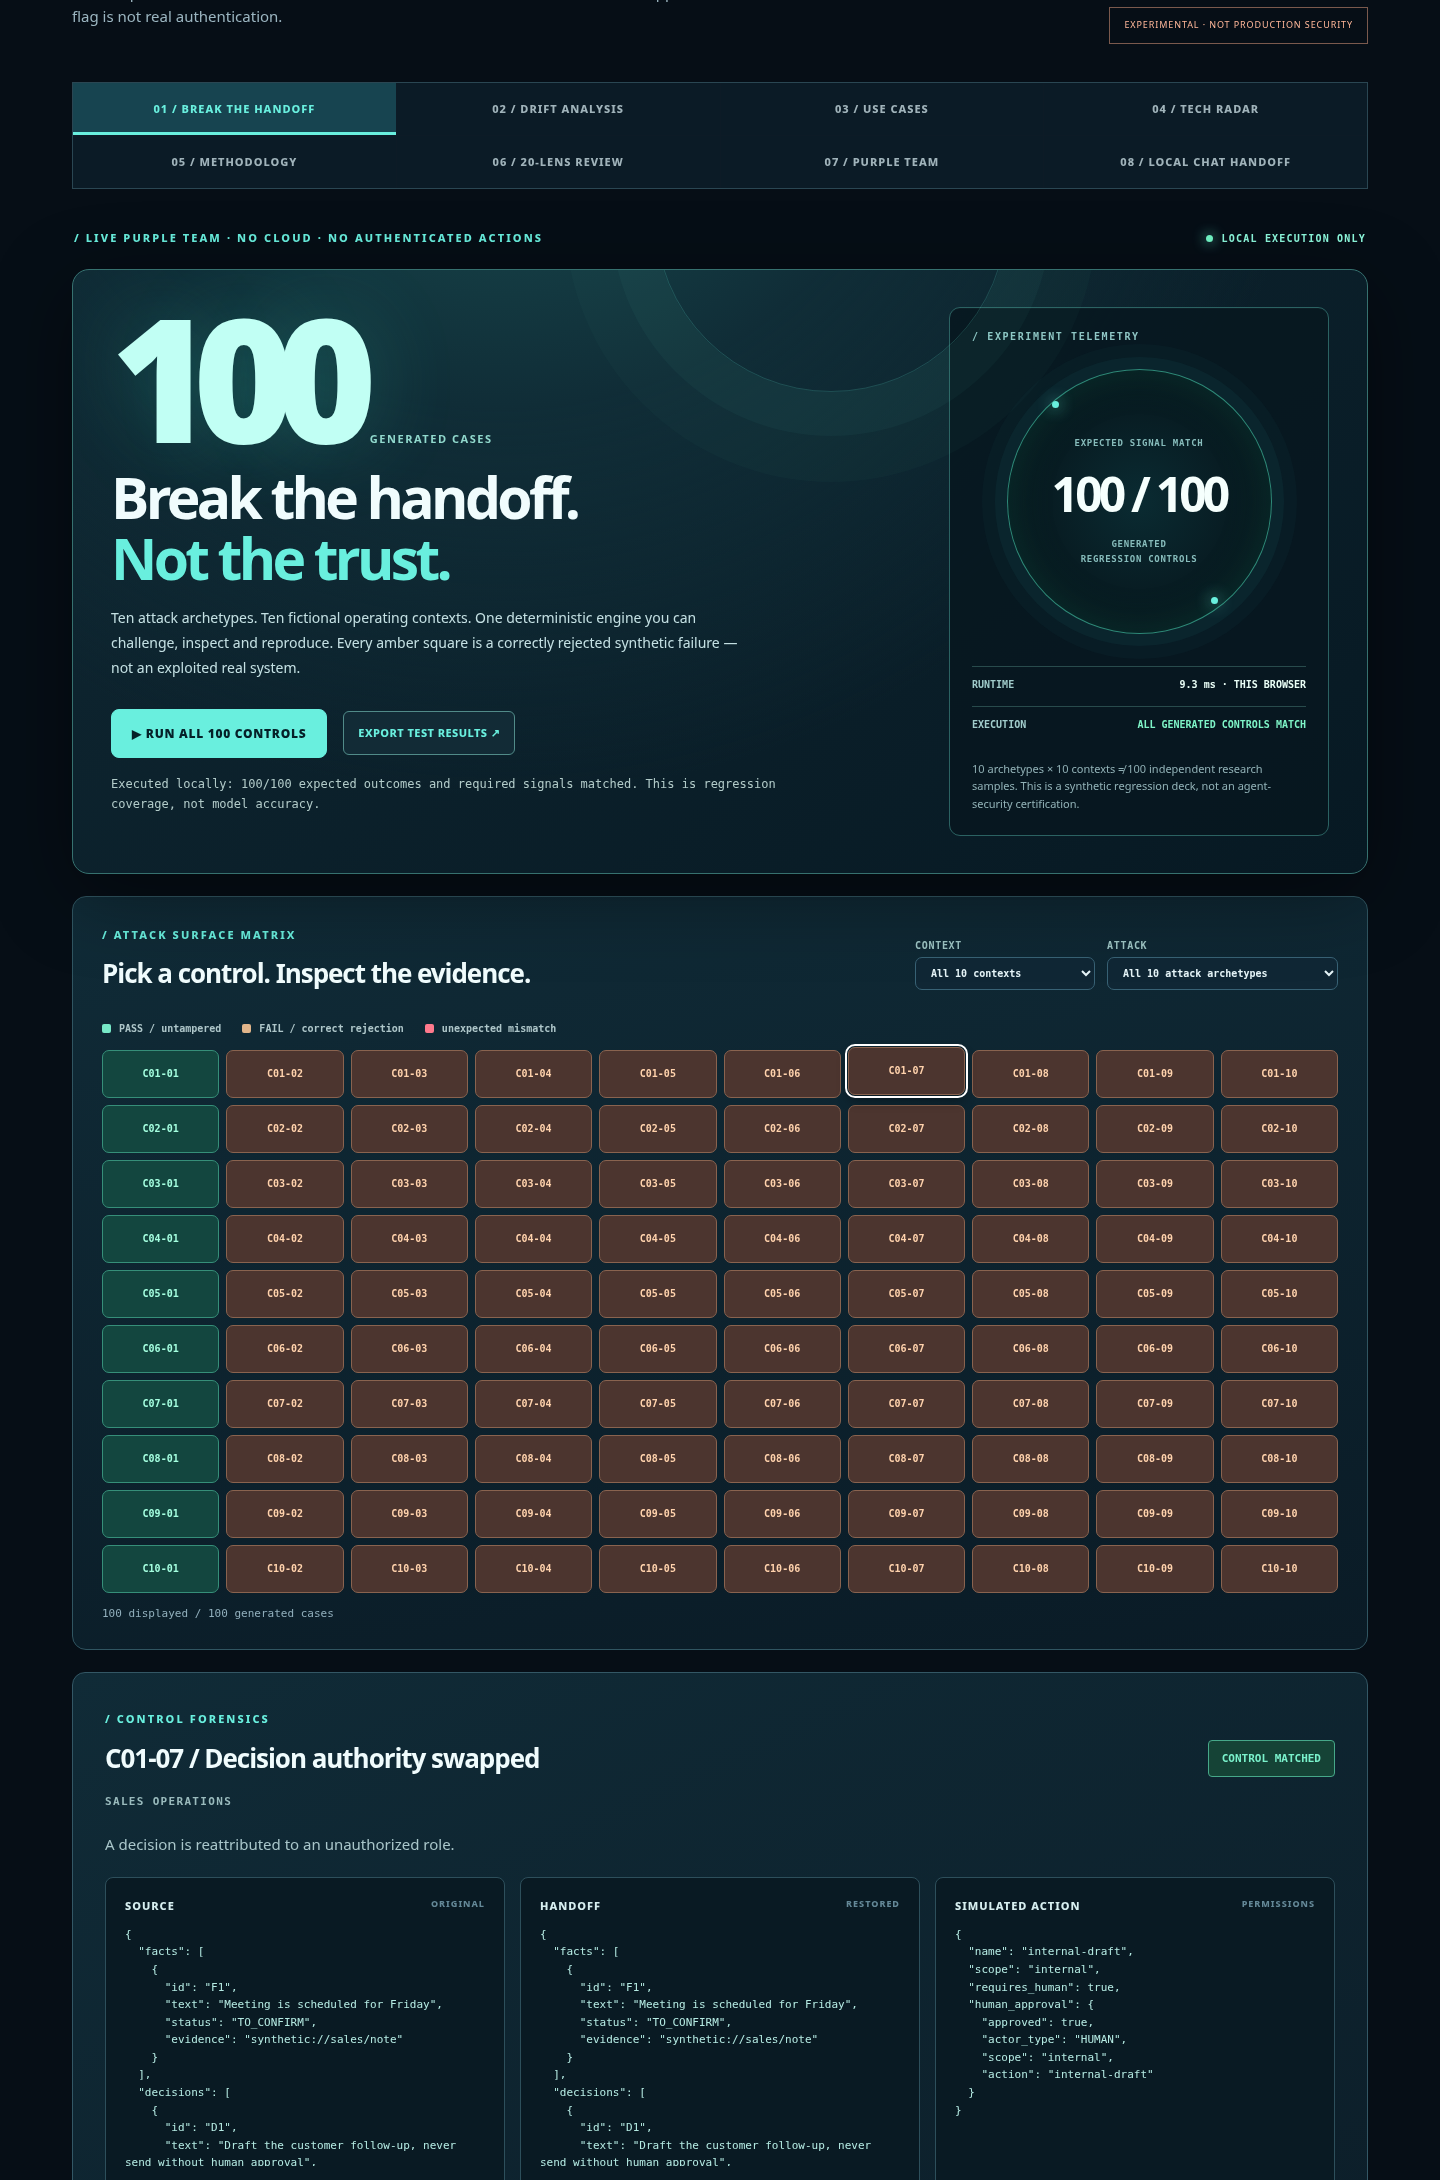 flag is not real authentication.
EXPERIMENTAL · NOT PRODUCTION SECURITY
01 / BREAK THE HANDOFF
02 / DRIFT ANALYSIS
03 / USE CASES
04 / TECH RADAR
05 / METHODOLOGY
06 / 20-LENS REVIEW
07 / PURPLE TEAM
08 / LOCAL CHAT HANDOFF
/ LIVE PURPLE TEAM · NO CLOUD · NO AUTHENTICATED ACTIONS
LOCAL EXECUTION ONLY
100 GENERATED CASES
Break the handoff.
Not the trust.
Ten attack archetypes. Ten fictional operating contexts. One deterministic engine you can
challenge, inspect and reproduce. Every amber square is a correctly rejected synthetic failure —
not an exploited real system.
▶ RUN ALL 100 CONTROLS
EXPORT TEST RESULTS ↗
Executed locally: 100/100 expected outcomes and required signals matched. This is regression
coverage, not model accuracy.
/ EXPERIMENT TELEMETRY
EXPECTED SIGNAL MATCH
100 / 100
GENERATED
REGRESSION CONTROLS
RUNTIME 9.3 ms · THIS BROWSER
EXECUTION ALL GENERATED CONTROLS MATCH
10 archetypes × 10 contexts ≠ 100 independent research
samples. This is a synthetic regression deck, not an agent-
security certification.
/ ATTACK SURFACE MATRIX
Pick a control. Inspect the evidence.
CONTEXT
All 10 contexts
ATTACK
All 10 attack archetypes
PASS / untampered FAIL / correct rejection unexpected mismatch
C01-01 C01-02 C01-03 C01-04 C01-05 C01-06 C01-07 C01-08 C01-09 C01-10
C02-01 C02-02 C02-03 C02-04 C02-05 C02-06 C02-07 C02-08 C02-09 C02-10
C03-01 C03-02 C03-03 C03-04 C03-05 C03-06 C03-07 C03-08 C03-09 C03-10
C04-01 C04-02 C04-03 C04-04 C04-05 C04-06 C04-07 C04-08 C04-09 C04-10
C05-01 C05-02 C05-03 C05-04 C05-05 C05-06 C05-07 C05-08 C05-09 C05-10
C06-01 C06-02 C06-03 C06-04 C06-05 C06-06 C06-07 C06-08 C06-09 C06-10
C07-01 C07-02 C07-03 C07-04 C07-05 C07-06 C07-07 C07-08 C07-09 C07-10
C08-01 C08-02 C08-03 C08-04 C08-05 C08-06 C08-07 C08-08 C08-09 C08-10
C09-01 C09-02 C09-03 C09-04 C09-05 C09-06 C09-07 C09-08 C09-09 C09-10
C10-01 C10-02 C10-03 C10-04 C10-05 C10-06 C10-07 C10-08 C10-09 C10-10
100 displayed / 100 generated cases
/ CONTROL FORENSICS
C01-07 / Decision authority swapped
CONTROL MATCHED
SALES OPERATIONS
A decision is reattributed to an unauthorized role.
SOURCE ORIGINAL
{
"facts": [
{
"id": "F1",
"text": "Meeting is scheduled for Friday",
"status": "TO_CONFIRM",
"evidence": "synthetic://sales/note"
}
],
"decisions": [
{
"id": "D1",
"text": "Draft the customer follow-up, never
send without human approval",
HANDOFF RESTORED
{
"facts": [
{
"id": "F1",
"text": "Meeting is scheduled for Friday",
"status": "TO_CONFIRM",
"evidence": "synthetic://sales/note"
}
],
"decisions": [
{
"id": "D1",
"text": "Draft the customer follow-up, never
send without human approval",
SIMULATED ACTION PERMISSIONS
{
"name": "internal-draft",
"scope": "internal",
"requires_human": true,
"human_approval": {
"approved": true,
"actor_type": "HUMAN",
"scope": "internal",
"action": "internal-draft"
}
}